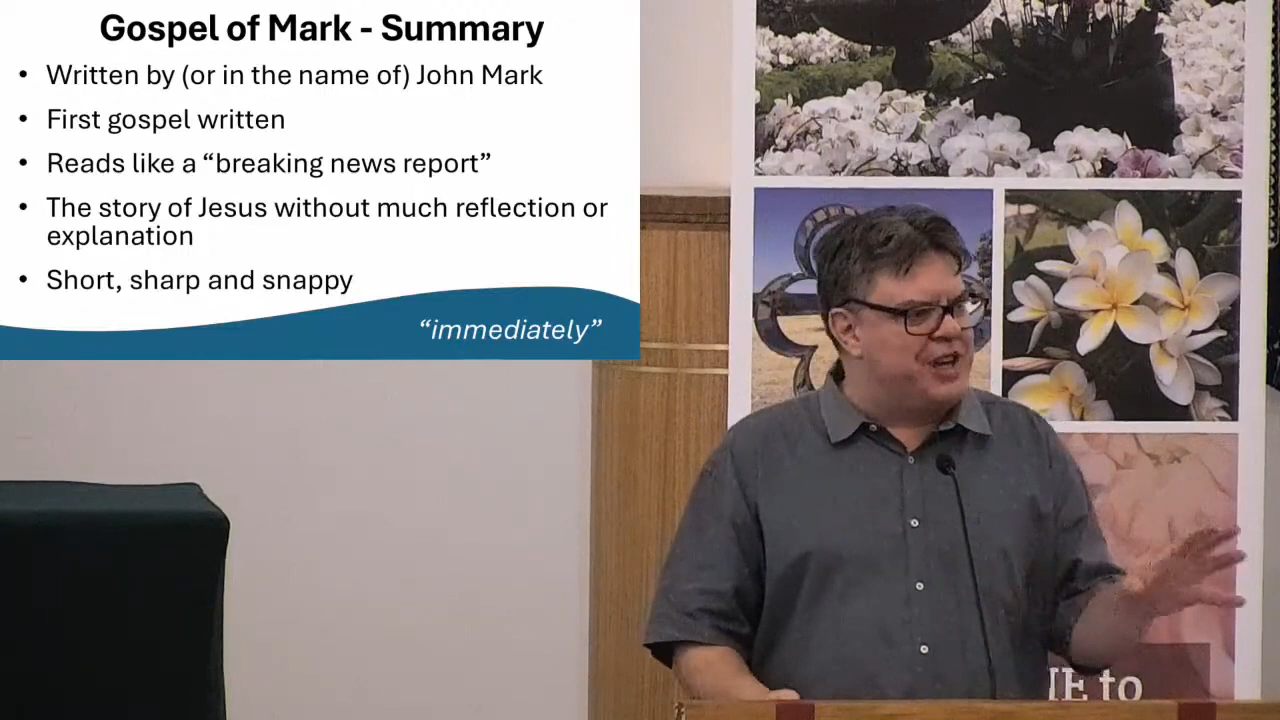 Gospel of Mark - Summary
• Written by (or in the name of) John Mark
• First gospel written
• Reads like a “breaking news report”
• The story of Jesus without much reflection or
explanation
• Short, sharp and snappy
“immediately”
E to